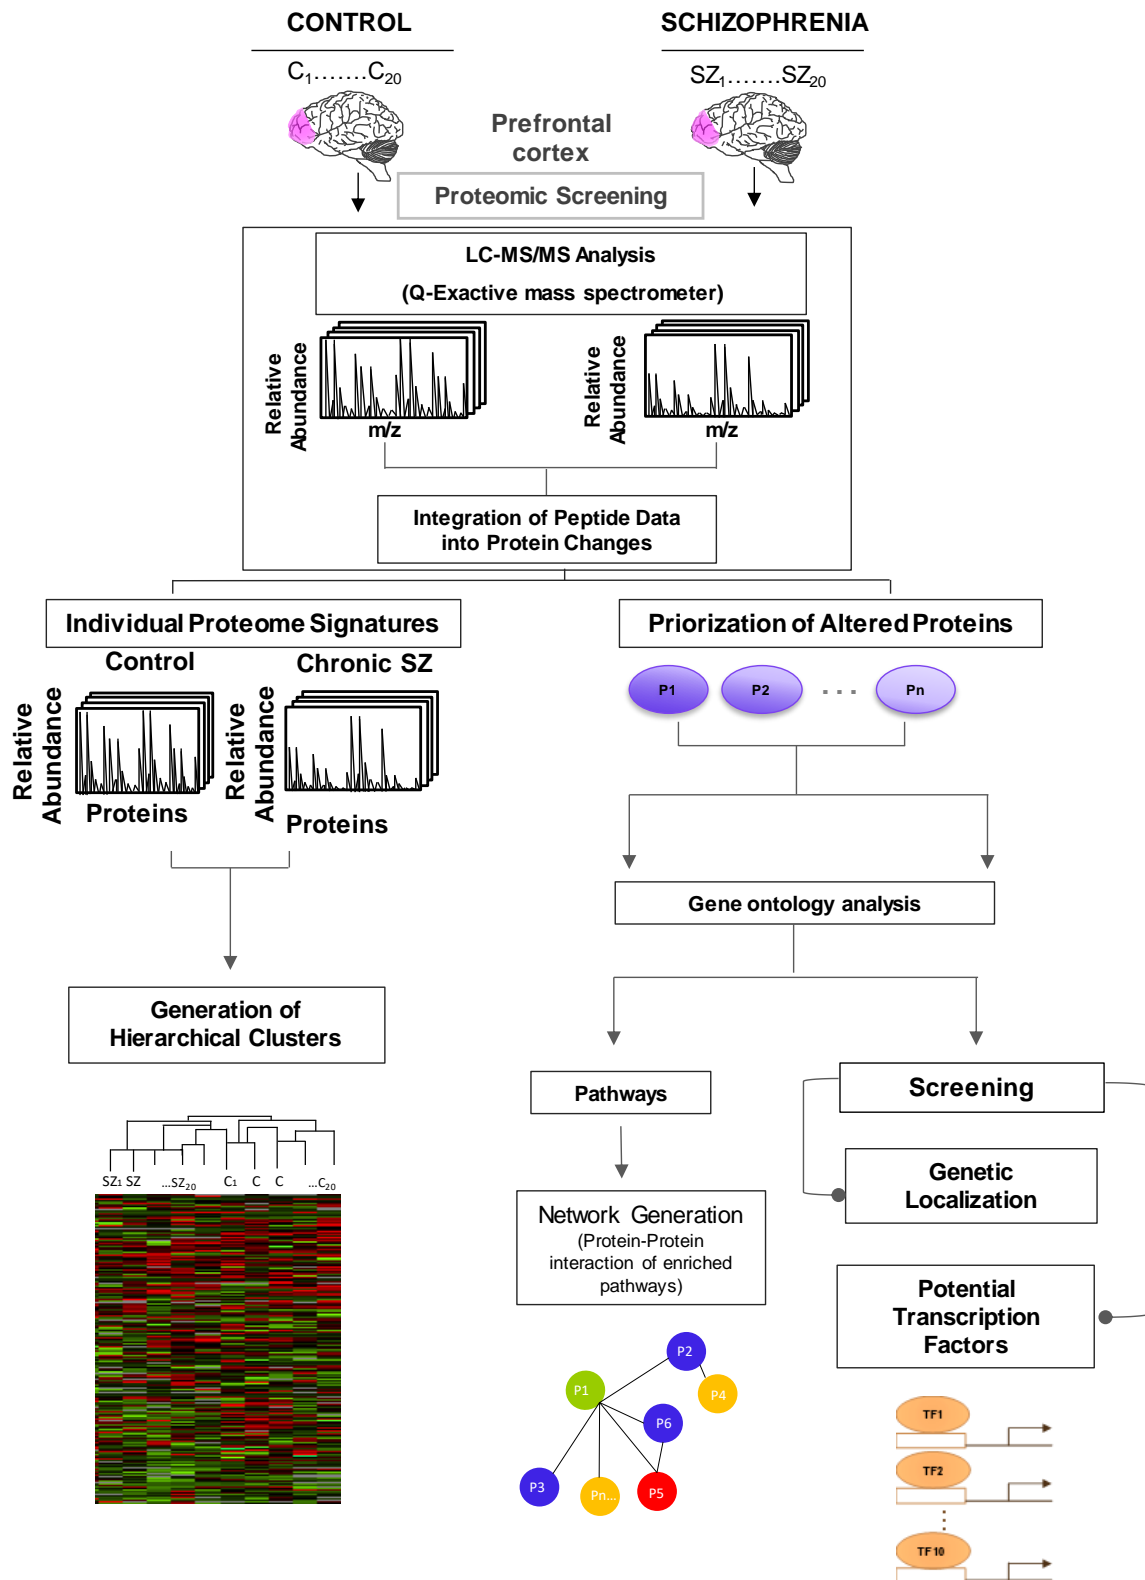 CONTROL
SCHIZOPHRENIA
C1.......C20
SZ1.......SZ20
Prefrontal
cortex
Proteomic Screening
LC-MS/MS Analysis
(Q-Exactive mass spectrometer)
Relative
Abundance
m/z
Relative
Abundance
m/z
Integration of Peptide Data
into Protein Changes
Individual Proteome Signatures
Control
Chronic SZ
Relative
Abundance
Proteins
Relative
Abundance
Proteins
Generation of
Hierarchical Clusters
SZ1 SZ ...SZ20 C1 C C ...C20
Priorization of Altered Proteins
P1 P2 ... Pn
Gene ontology analysis
Pathways
Network Generation
(Protein-Protein
interaction of enriched
pathways)
P2
P1
P4
P6
P3
Pn...
P5
Screening
Genetic
Localization
Potential
Transcription
Factors
TF1
TF2
TF10